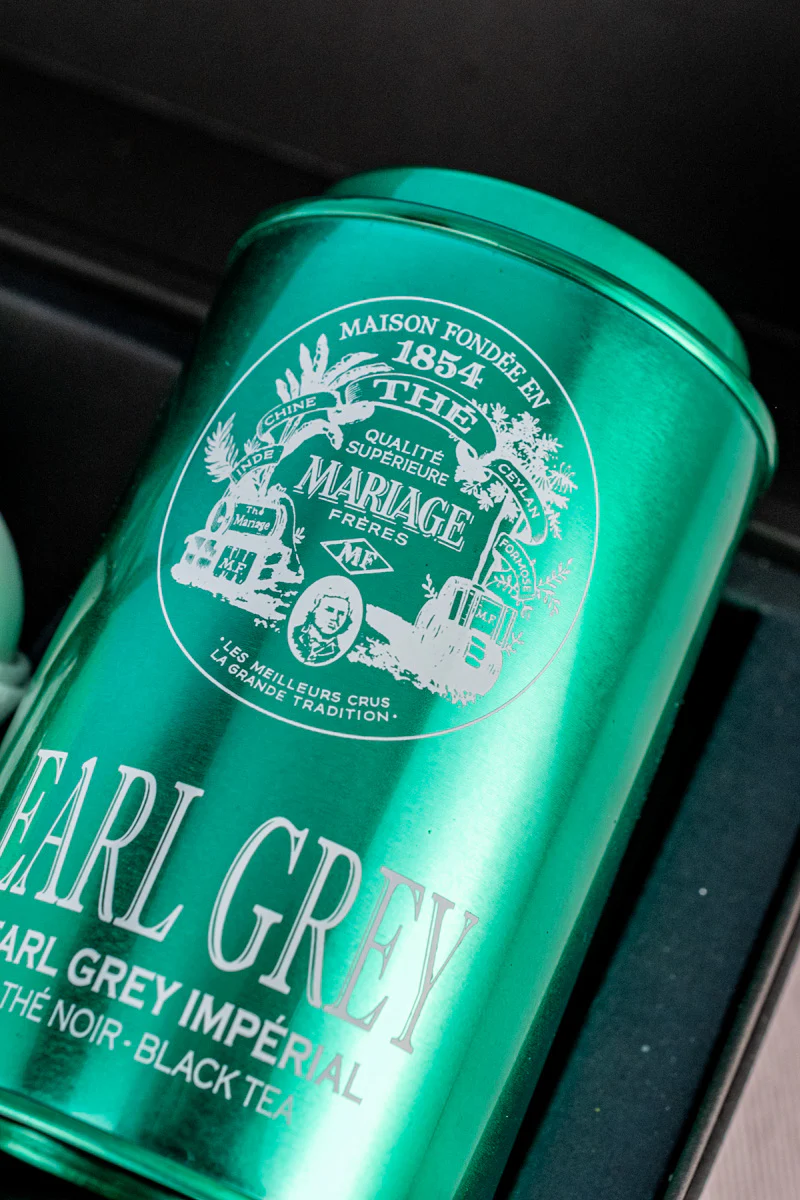 MAISON FONDÉE EN
1854
THÉ
CHINE
INDE
CEYLAN
FORMOSE
QUALITÉ
SUPÉRIEURE
MARIAGE
FRÈRES
MF
Thé
Mariage
M.F.
M.F.
·LES MEILLEURS CRUS
LA GRANDE TRADITION·
EARL GREY
EARL GREY IMPÉRIAL
THÉ NOIR · BLACK TEA